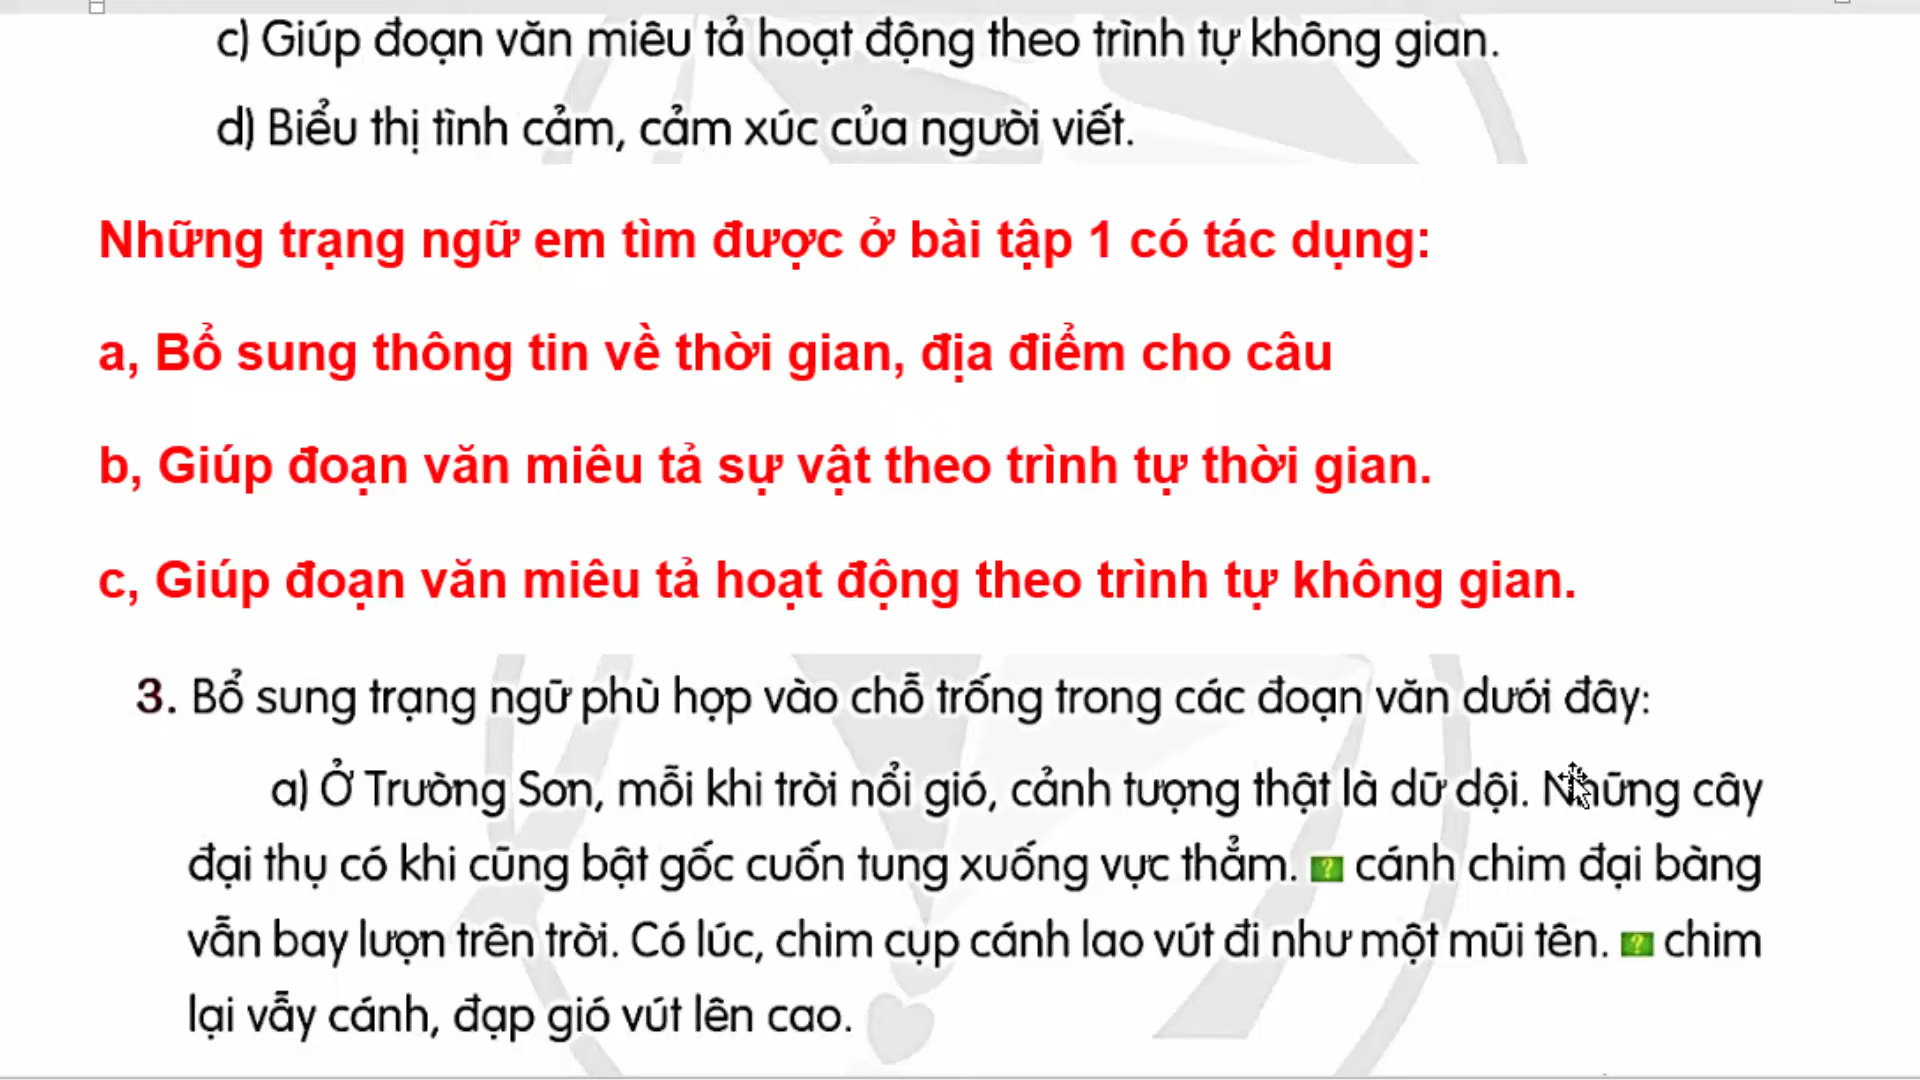 c) Giúp đoạn văn miêu tả hoạt động theo trình tự không gian.
d) Biểu thị tình cảm, cảm xúc của người viết.
Những trạng ngữ em tìm được ở bài tập 1 có tác dụng:
a, Bổ sung thông tin về thời gian, địa điểm cho câu
b, Giúp đoạn văn miêu tả sự vật theo trình tự thời gian.
c, Giúp đoạn văn miêu tả hoạt động theo trình tự không gian.
3. Bổ sung trạng ngữ phù hợp vào chỗ trống trong các đoạn văn dưới đây:
a) Ở Trường Sơn, mỗi khi trời nổi gió, cảnh tượng thật là dữ dội. Những cây
đại thụ có khi cũng bật gốc cuốn tung xuống vực thẳm. ? cánh chim đại bàng
vẫn bay lượn trên trời. Có lúc, chim cụp cánh lao vút đi như một mũi tên. ? chim
lại vẫy cánh, đạp gió vút lên cao.